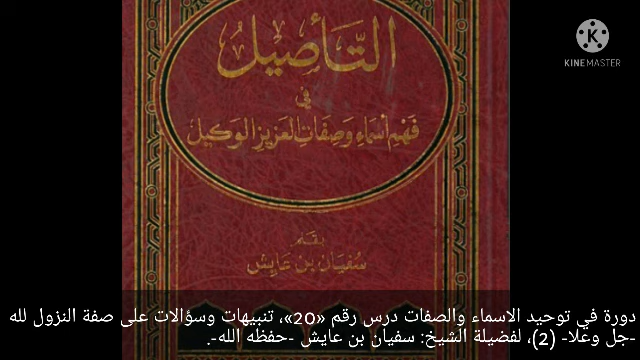 التأصيل
في
فهم أسماء وصفات العزيز الوكيل
بقلم
سفيان بن عايش
KINEMASTER
دورة في توحيد الاسماء والصفات درس رقم «20»، تنبيهات وسؤالات على صفة النزول لله
-جل وعلا- (2)، لفضيلة الشيخ: سفيان بن عايش -حفظه الله-.